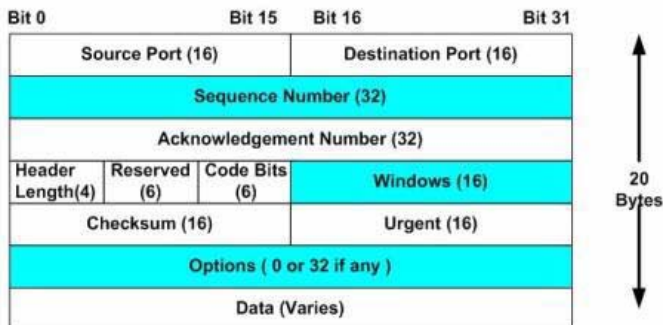 Bit 0 Bit 15 Bit 16 Bit 31
Source Port (16) Destination Port (16)
Sequence Number (32)
Acknowledgement Number (32)
Header Length(4) Reserved (6) Code Bits (6) Windows (16)
Checksum (16) Urgent (16)
Options ( 0 or 32 if any )
Data (Varies)
20
Bytes